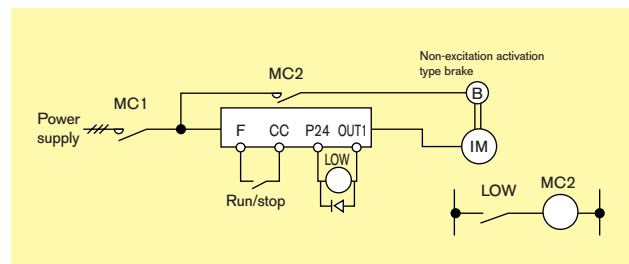 Non-excitation activation
type brake
MC2
B
MC1
Power
supply
F CC P24 OUT1
IM
LOW
Run/stop
LOW MC2